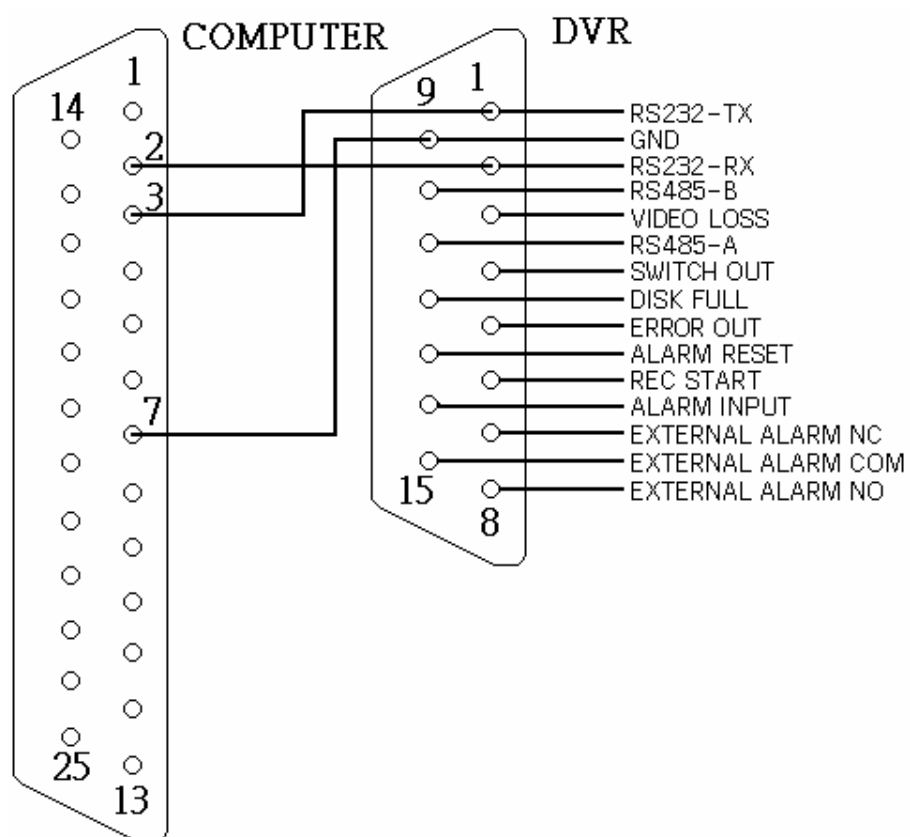 COMPUTER
DVR
1
14
2
3
7
25
13
9
1
15
8
RS232-TX
GND
RS232-RX
RS485-B
VIDEO LOSS
RS485-A
SWITCH OUT
DISK FULL
ERROR OUT
ALARM RESET
REC START
ALARM INPUT
EXTERNAL ALARM NC
EXTERNAL ALARM COM
EXTERNAL ALARM NO